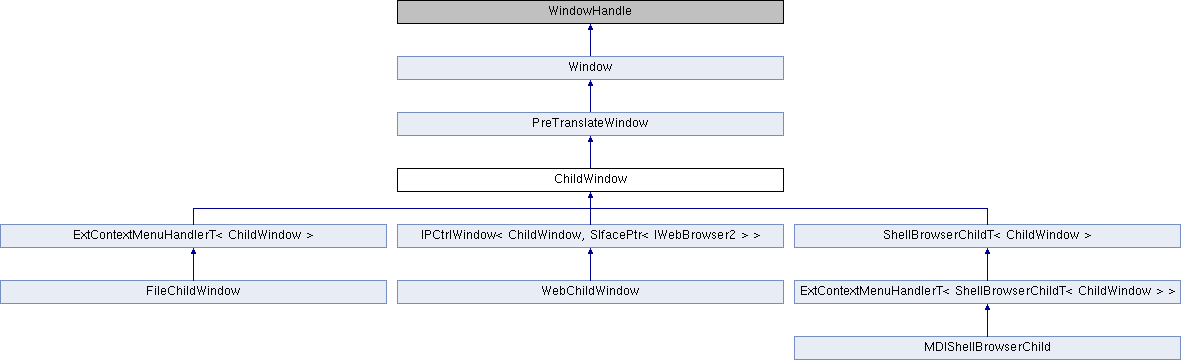 WindowHandle
Window
PreTranslateWindow
ChildWindow
ExtContextMenuHandlerT< ChildWindow >
IPCtrlWindow< ChildWindow, SIfacePtr< IWebBrowser2 > >
ShellBrowserChildT< ChildWindow >
FileChildWindow
WebChildWindow
ExtContextMenuHandlerT< ShellBrowserChildT< ChildWindow > >
MDIShellBrowserChild